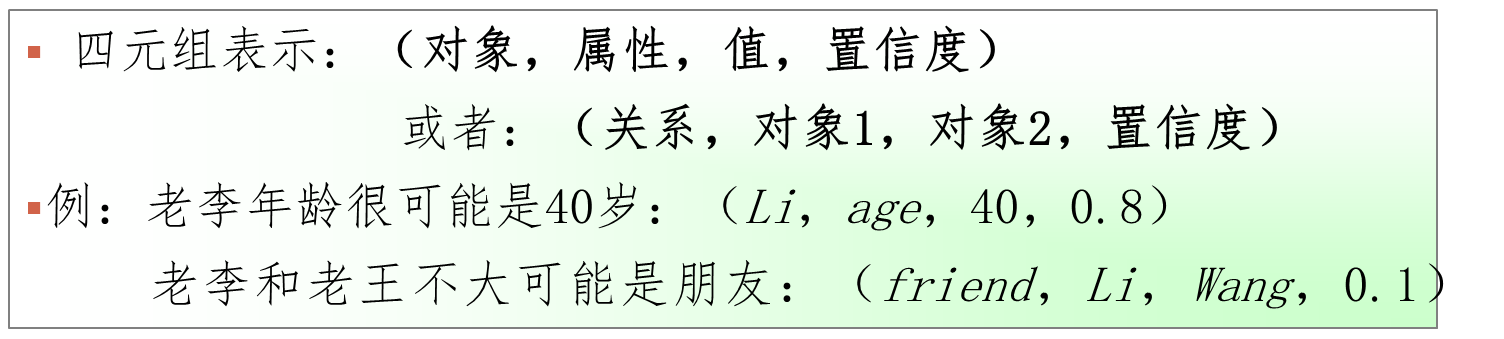 ▪ 四元组表示：（对象，属性，值，置信度）
或者：（关系，对象1，对象2，置信度）
▪例：老李年龄很可能是40岁：（Li，age，40，0.8）
老李和老王不大可能是朋友：（friend，Li，Wang，0.1）